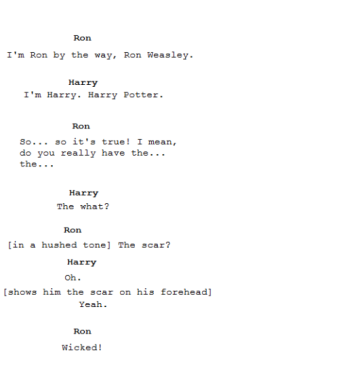 Ron
I'm Ron by the way, Ron Weasley.
Harry
I'm Harry. Harry Potter.
Ron
So... so it's true! I mean,
do you really have the...
the...
Harry
The what?
Ron
[in a hushed tone] The scar?
Harry
Oh.
[shows him the scar on his forehead]
Yeah.
Ron
Wicked!